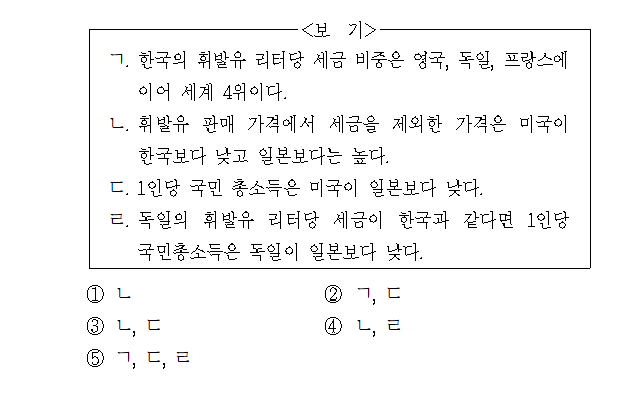 <보 기>
ㄱ. 한국의 휘발유 리터당 세금 비중은 영국, 독일, 프랑스에
이어 세계 4위이다.
ㄴ. 휘발유 판매 가격에서 세금을 제외한 가격은 미국이
한국보다 낮고 일본보다는 높다.
ㄷ. 1인당 국민 총소득은 미국이 일본보다 낮다.
ㄹ. 독일의 휘발유 리터당 세금이 한국과 같다면 1인당
국민총소득은 독일이 일본보다 낮다.
① ㄴ ② ㄱ, ㄷ
③ ㄴ, ㄷ ④ ㄴ, ㄹ
⑤ ㄱ, ㄷ, ㄹ